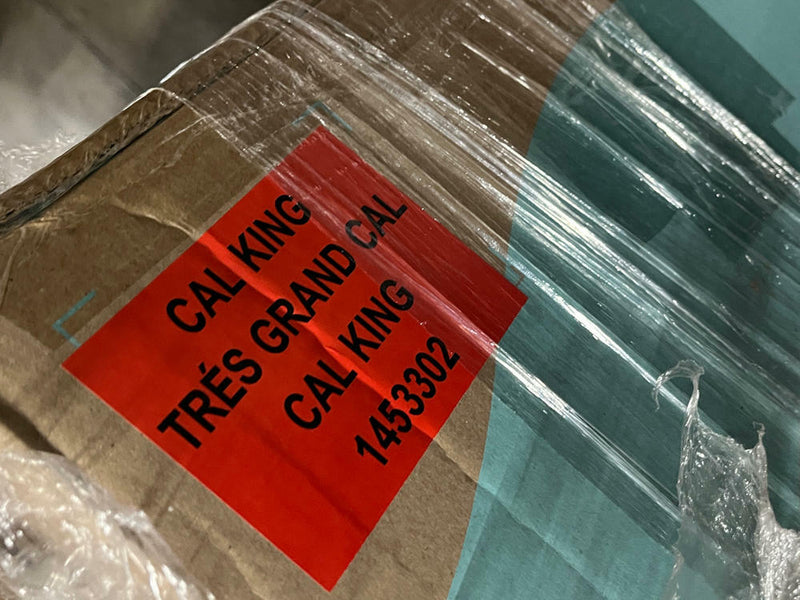 CAL KING
TRÉS GRAND CAL
CAL KING
1453302